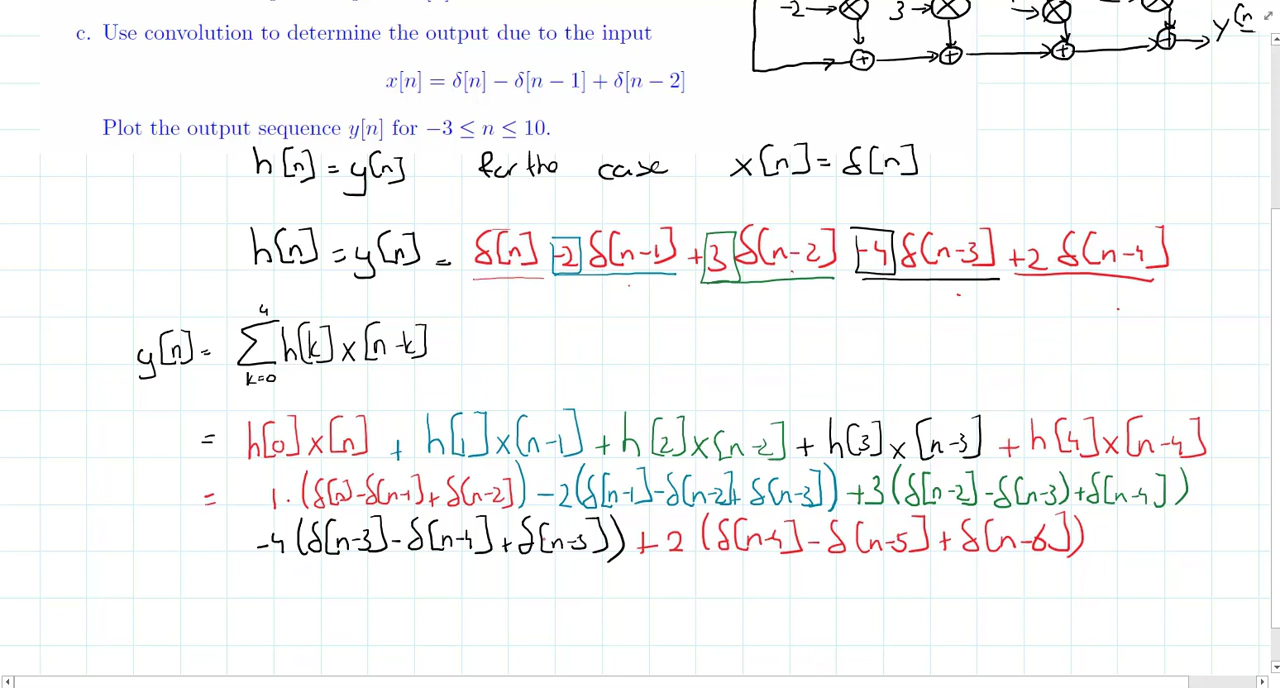 -2 3
y[n
c. Use convolution to determine the output due to the input
x[n] = δ[n] − δ[n − 1] + δ[n − 2]
Plot the output sequence y[n] for −3 ≤ n ≤ 10.
h[n] = y[n] for the case x[n] = δ[n]
h[n] = y[n] = δ[n] -2 δ[n-1] +3 δ[n-2] -4 δ[n-3] +2 δ[n-4]
y[n] = ∑ₖ₌₀⁴ h[k] x[n-k]
= h[0] x[n] + h[1] x[n-1] + h[2] x[n-2] + h[3] x[n-3] + h[4] x[n-4]
= 1. (δ[n] - δ[n-1] + δ[n-2]) -2(δ[n-1] - δ[n-2] + δ[n-3]) +3(δ[n-2] - δ[n-3] + δ[n-4])
-4 (δ[n-3] - δ[n-4] + δ[n-5]) +2 (δ[n-4] - δ[n-5] + δ[n-6])